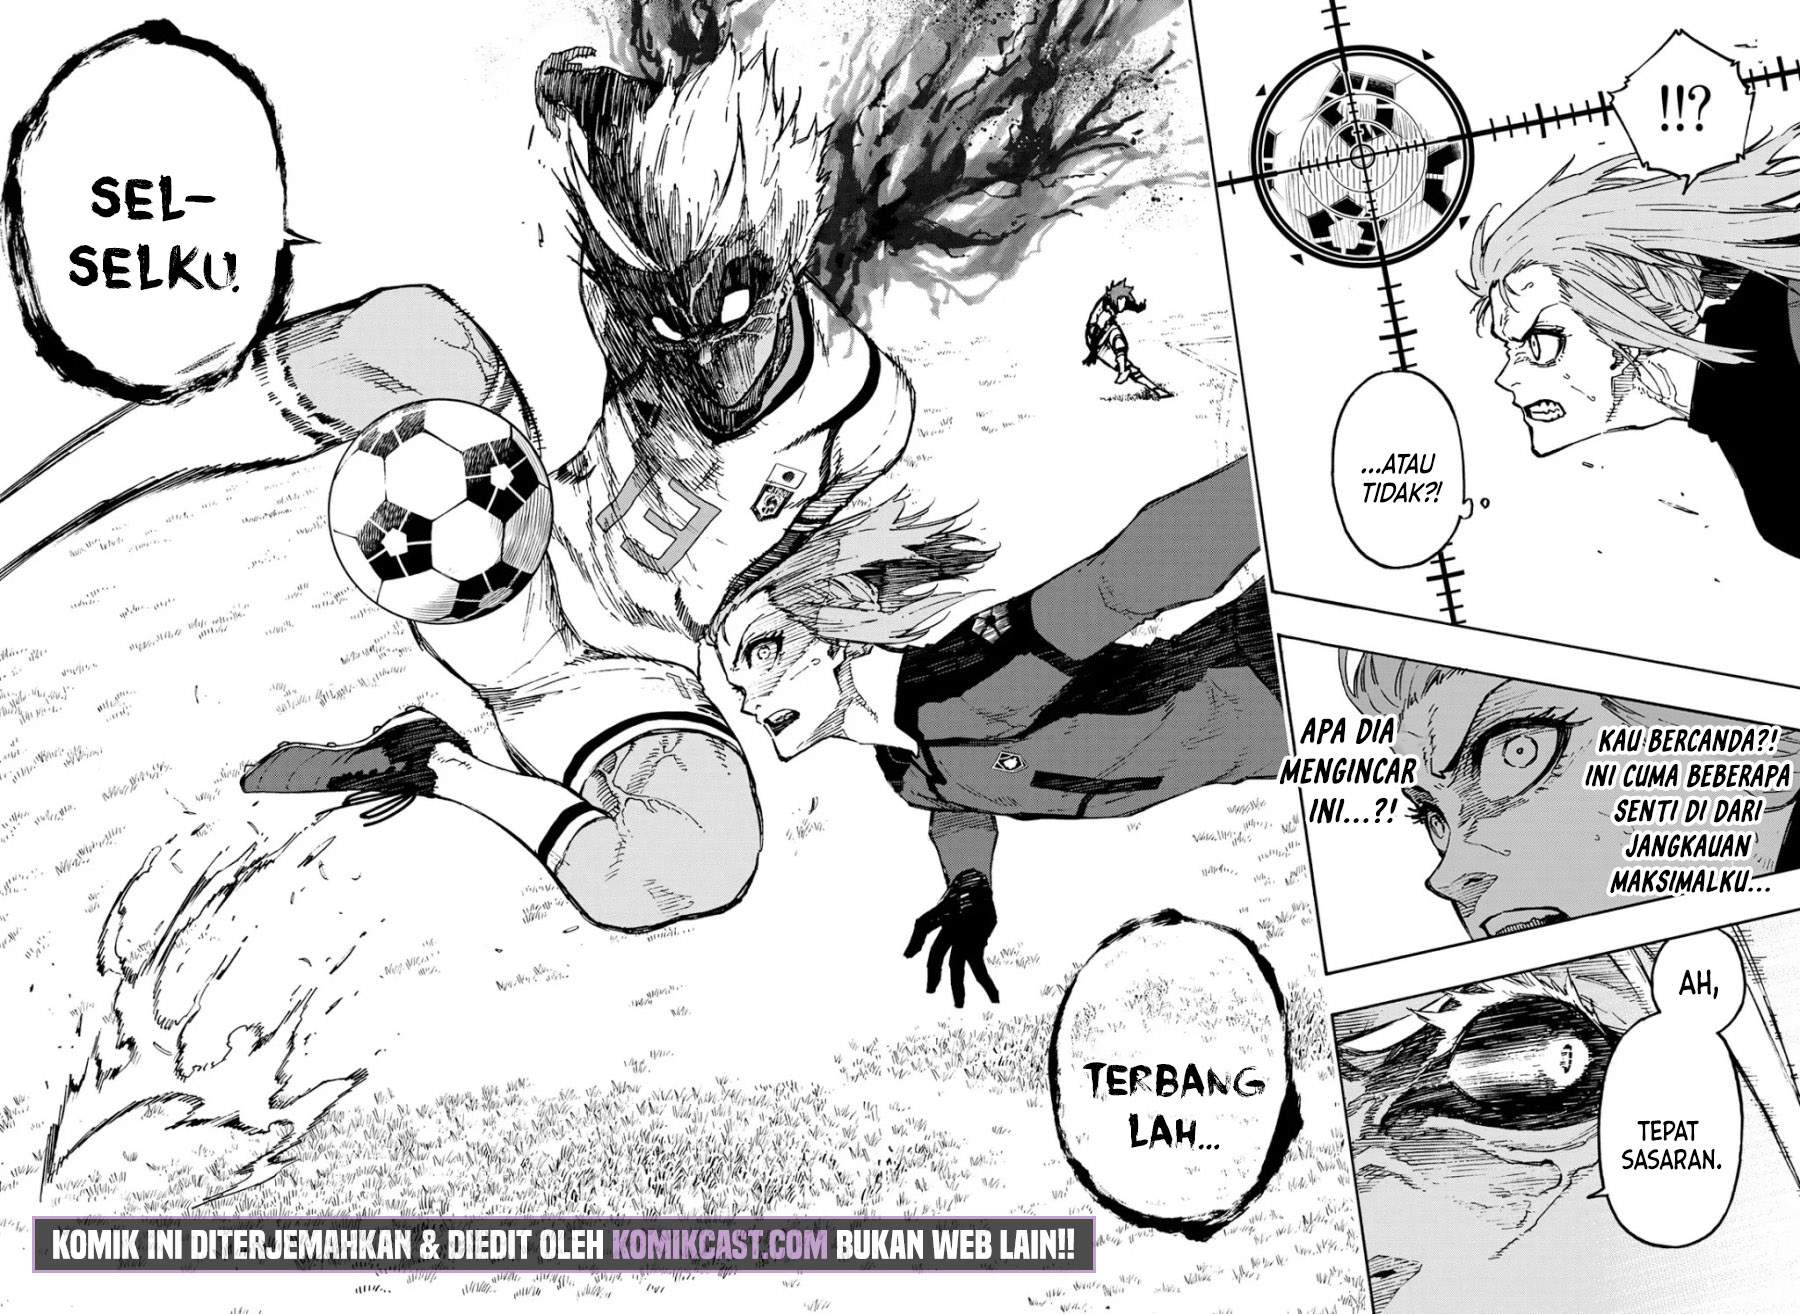 !!?
...ATAU
TIDAK?!
KAU BERCANDA?!
INI CUMA BEBERAPA
SENTI DI DARI
JANGKAUAN
MAKSIMALKU...
APA DIA
MENGINCAR
INI...?!
AH,
TEPAT
SASARAN.
TERBANG
LAH...
SEL-
SELKU.
KOMIK INI DITERJEMAHKAN & DIEDIT OLEH KOMIKCAST.COM BUKAN WEB LAIN!!